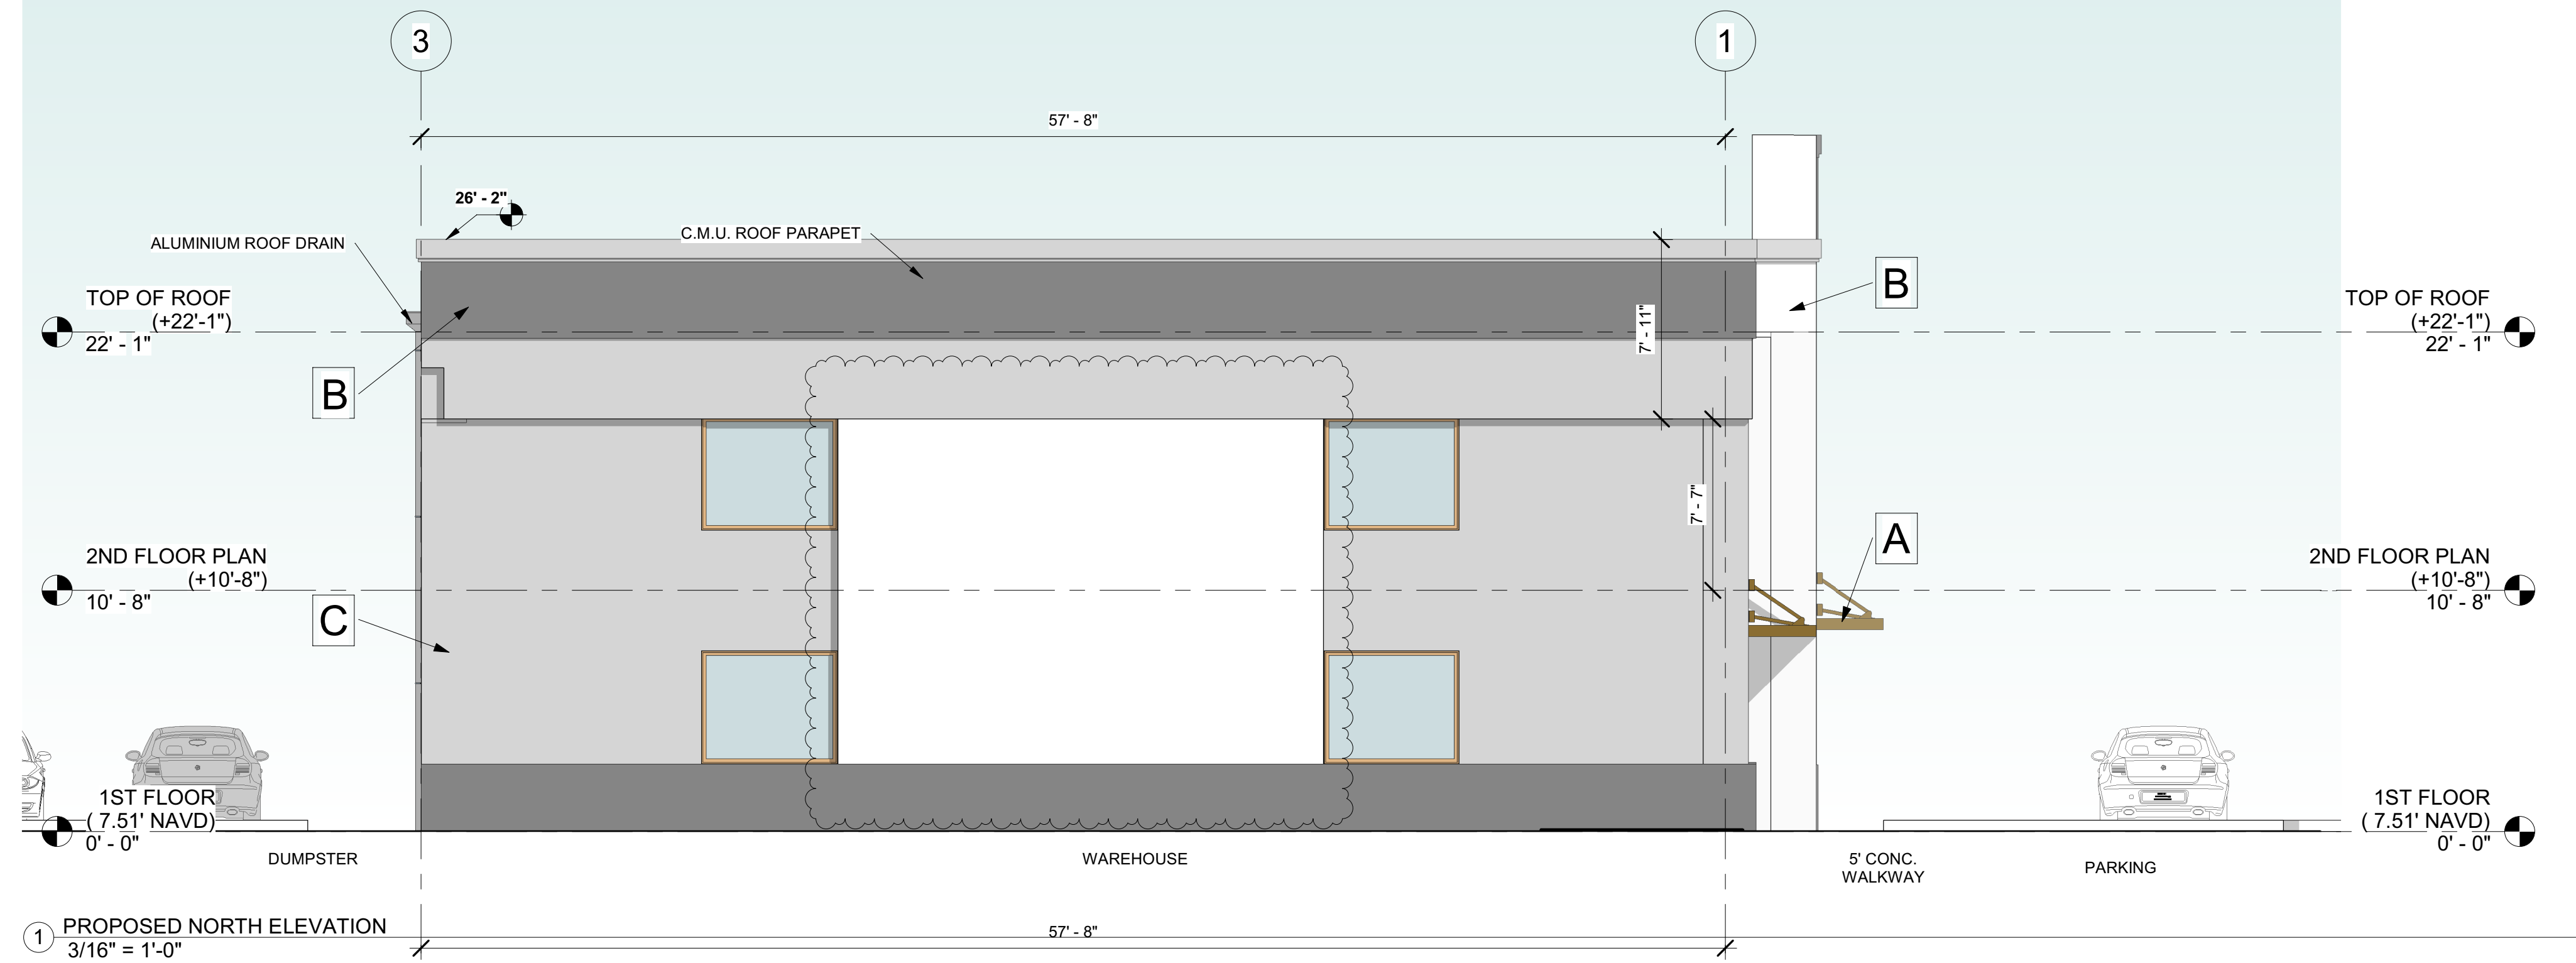 3
1
57' - 8"
26' - 2"
ALUMINIUM ROOF DRAIN
C.M.U. ROOF PARAPET
B
TOP OF ROOF
(+22'-1")
22' - 1"
TOP OF ROOF
(+22'-1")
22' - 1"
7' - 11"
B
7' - 7"
A
2ND FLOOR PLAN
(+10'-8")
10' - 8"
2ND FLOOR PLAN
(+10'-8")
10' - 8"
C
1ST FLOOR
( 7.51' NAVD)
0' - 0"
1ST FLOOR
( 7.51' NAVD)
0' - 0"
DUMPSTER
WAREHOUSE
5' CONC.
WALKWAY
PARKING
1
PROPOSED NORTH ELEVATION
3/16" = 1'-0"
57' - 8"